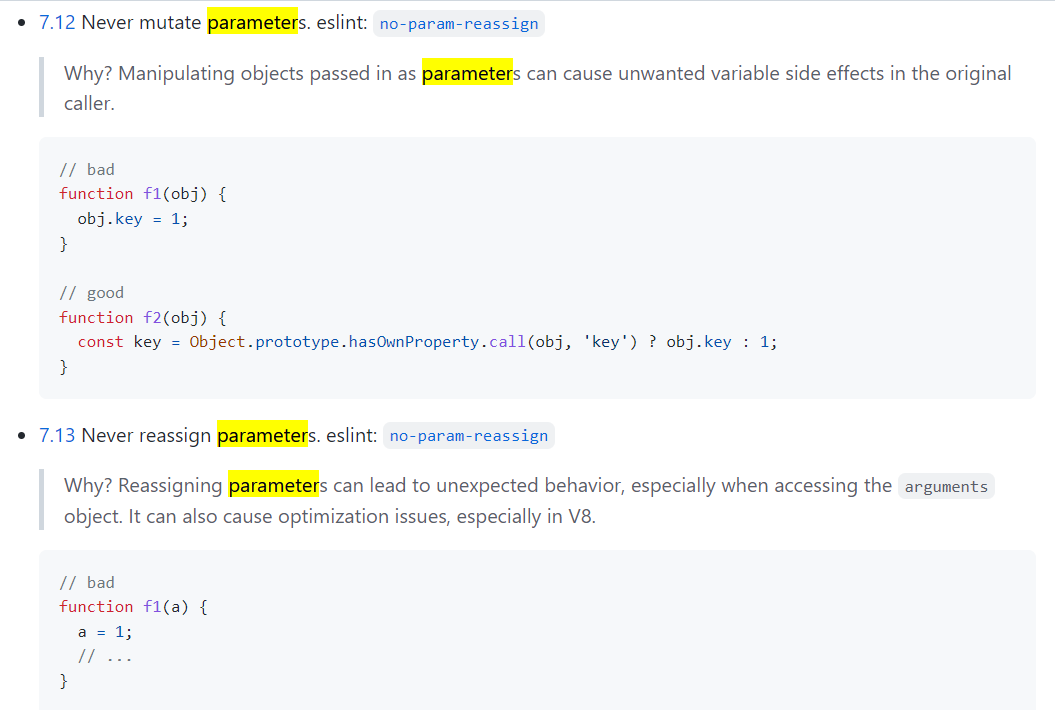 7.12 Never mutate parameters. eslint: no-param-reassign
Why? Manipulating objects passed in as parameters can cause unwanted variable side effects in the original
caller.
// bad
function f1(obj) {
  obj.key = 1;
}
// good
function f2(obj) {
  const key = Object.prototype.hasOwnProperty.call(obj, 'key') ? obj.key : 1;
}
7.13 Never reassign parameters. eslint: no-param-reassign
Why? Reassigning parameters can lead to unexpected behavior, especially when accessing the arguments
object. It can also cause optimization issues, especially in V8.
// bad
function f1(a) {
  a = 1;
  // ...
}